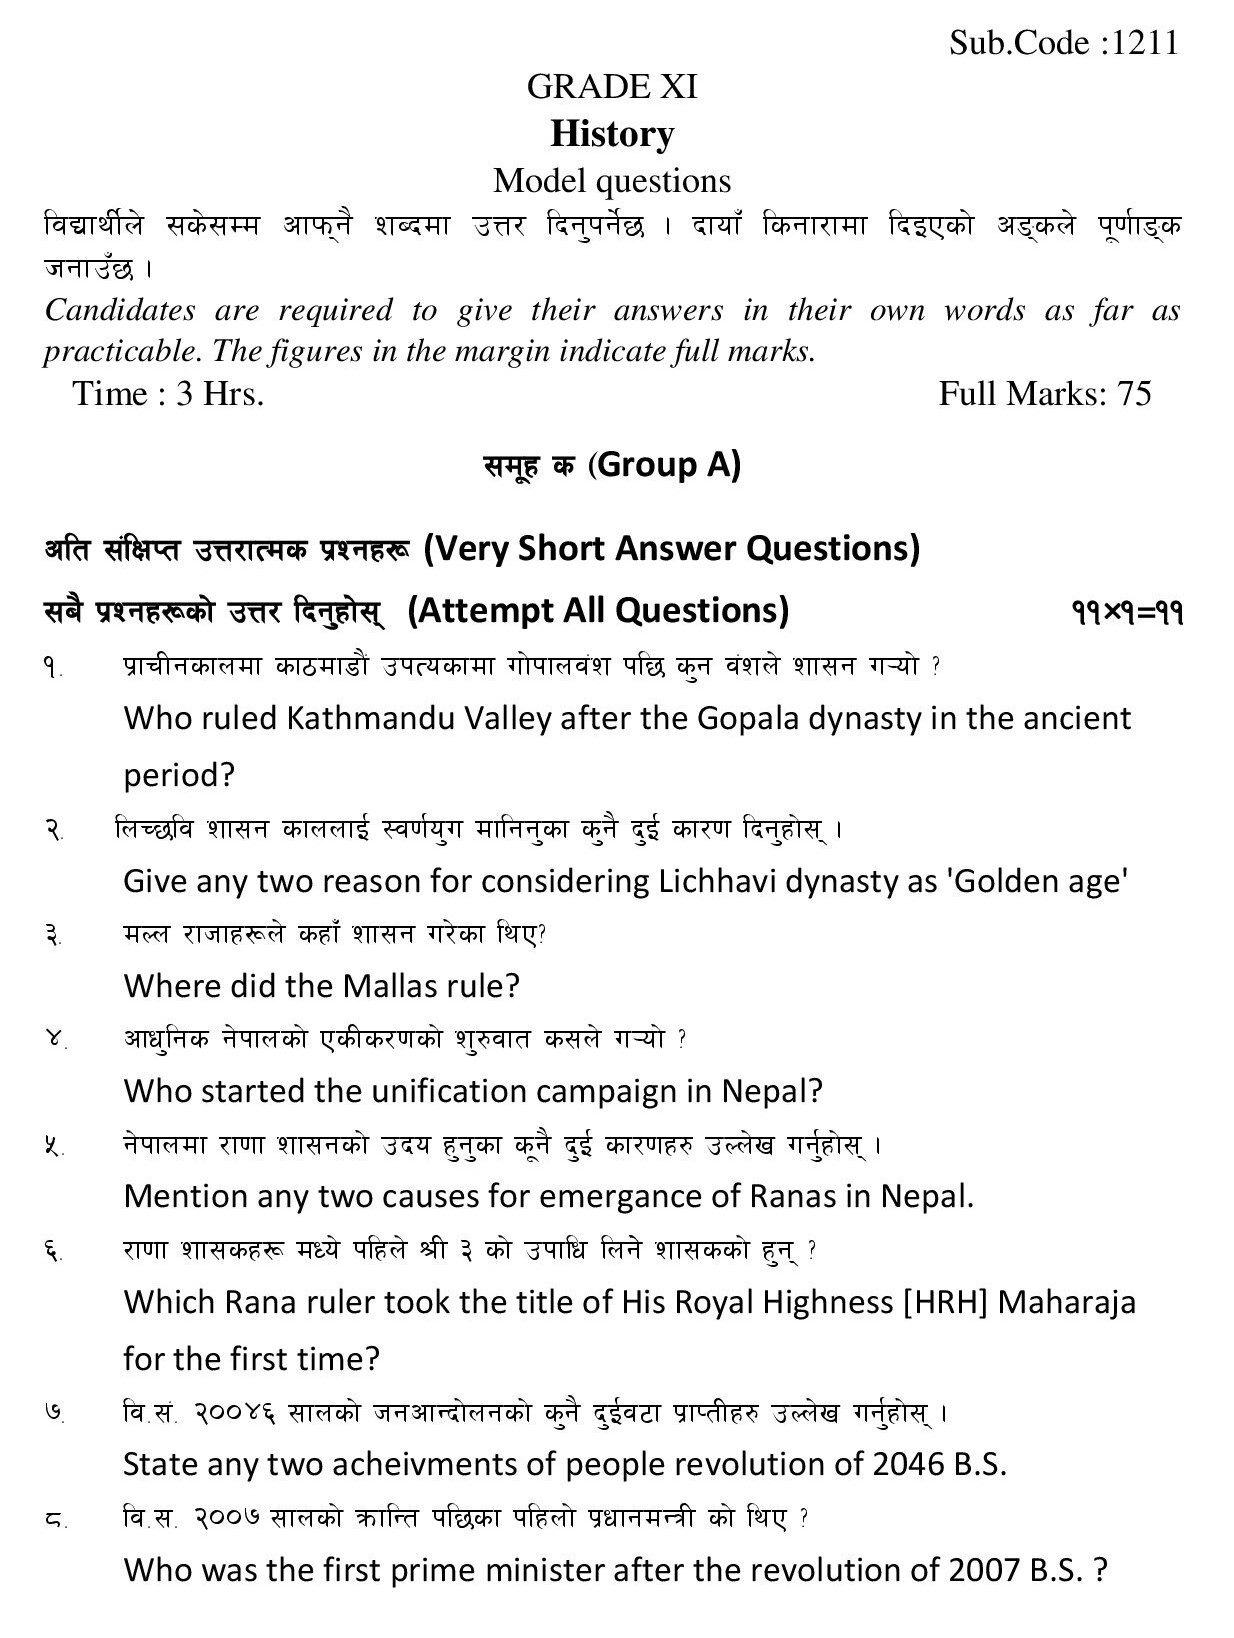 Sub.Code :1211
GRADE XI
History
Model questions
विद्यार्थीले सकेसम्म आफ्नै शब्दमा उत्तर दिनुपर्नेछ । दायाँ किनारामा दिइएको अङ्कले पूर्णाङ्क
जनाउँछ ।
Candidates are required to give their answers in their own words as far as
practicable. The figures in the margin indicate full marks.
Time : 3 Hrs. Full Marks: 75
समूह क (Group A)
अति संक्षिप्त उत्तरात्मक प्रश्नहरू (Very Short Answer Questions)
सबै प्रश्नहरूको उत्तर दिनुहोस् (Attempt All Questions) ११×१=११
१. प्राचीनकालमा काठमाडौं उपत्यकामा गोपालवंश पछि कुन वंशले शासन गर्‍यो ?
Who ruled Kathmandu Valley after the Gopala dynasty in the ancient
period?
२. लिच्छवि शासन काललाई स्वर्णयुग मानिनुका कुनै दुई कारण दिनुहोस् ।
Give any two reason for considering Lichhavi dynasty as 'Golden age'
३. मल्ल राजाहरूले कहाँ शासन गरेका थिए?
Where did the Mallas rule?
४. आधुनिक नेपालको एकीकरणको शुरुवात कसले गर्‍यो ?
Who started the unification campaign in Nepal?
५. नेपालमा राणा शासनको उदय हुनुका कूनै दुई कारणहरु उल्लेख गर्नुहोस् ।
Mention any two causes for emergance of Ranas in Nepal.
६. राणा शासकहरू मध्ये पहिले श्री ३ को उपाधि लिने शासकको हुन् ?
Which Rana ruler took the title of His Royal Highness [HRH] Maharaja
for the first time?
७. वि.सं. २००४६ सालको जनआन्दोलनको कुनै दुईवटा प्राप्तीहरु उल्लेख गर्नुहोस् ।
State any two acheivments of people revolution of 2046 B.S.
८. वि.स. २००७ सालको क्रान्ति पछिका पहिलो प्रधानमन्त्री को थिए ?
Who was the first prime minister after the revolution of 2007 B.S. ?